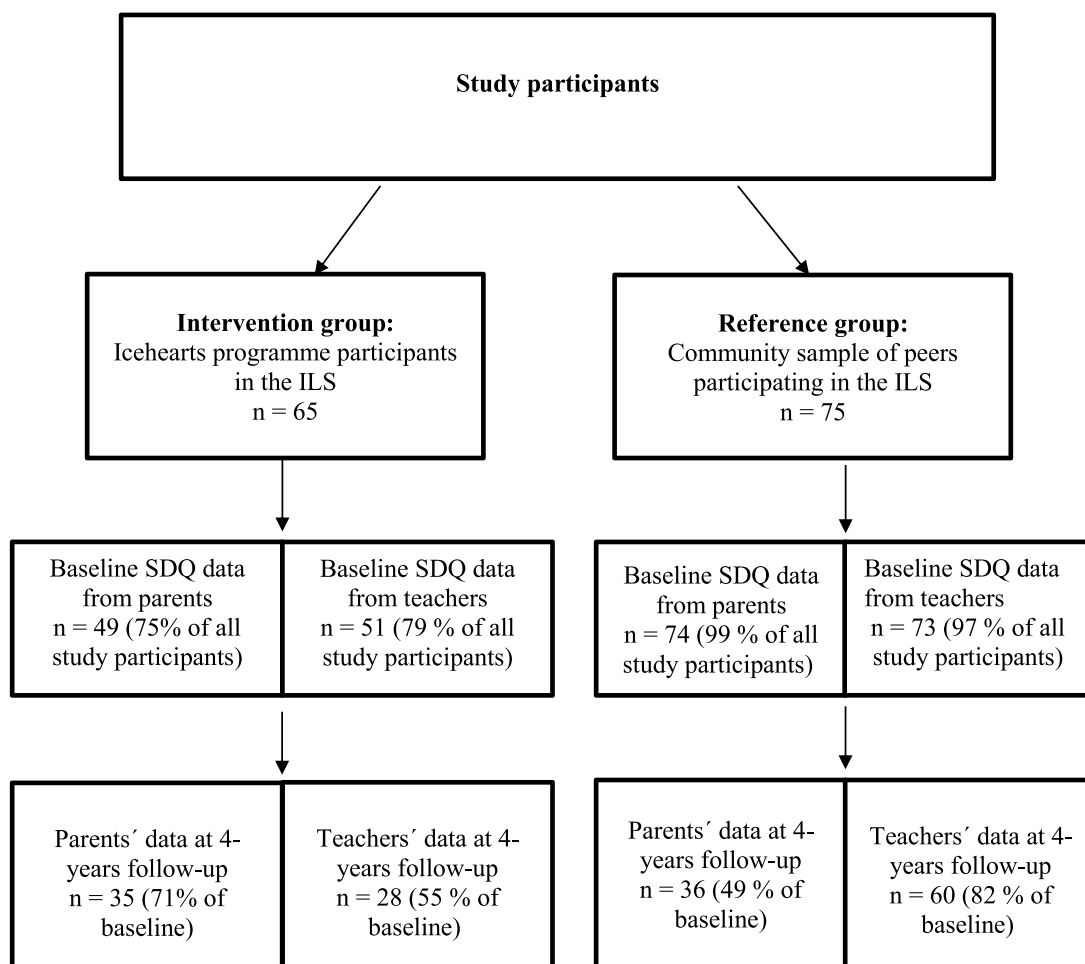 Study participants
Intervention group:
Icehearts programme participants
in the ILS
n = 65
Reference group:
Community sample of peers
participating in the ILS
n = 75
Baseline SDQ data
from parents
n = 49 (75% of all
study participants)
Baseline SDQ data
from teachers
n = 51 (79 % of all
study participants)
Baseline SDQ data
from parents
n = 74 (99 % of all
study participants)
Baseline SDQ data
from teachers
n = 73 (97 % of all
study participants)
Parents´ data at 4-
years follow-up
n = 35 (71% of
baseline)
Teachers´ data at 4-
years follow-up
n = 28 (55 % of
baseline)
Parents´ data at 4-
years follow-up
n = 36 (49 % of
baseline)
Teachers´ data at 4-
years follow-up
n = 60 (82 % of
baseline)